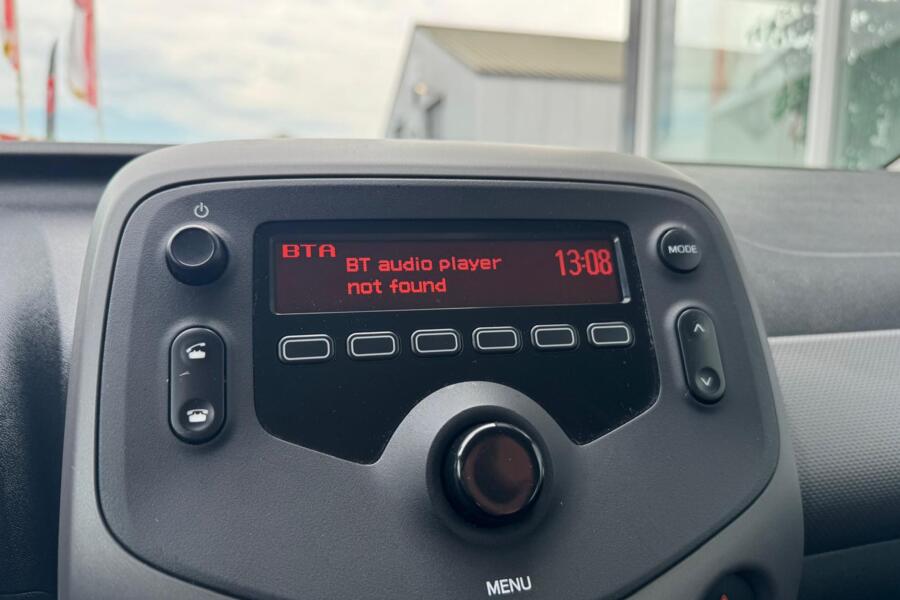 BTA
BT audio player
not found
13:08
MODE
MENU